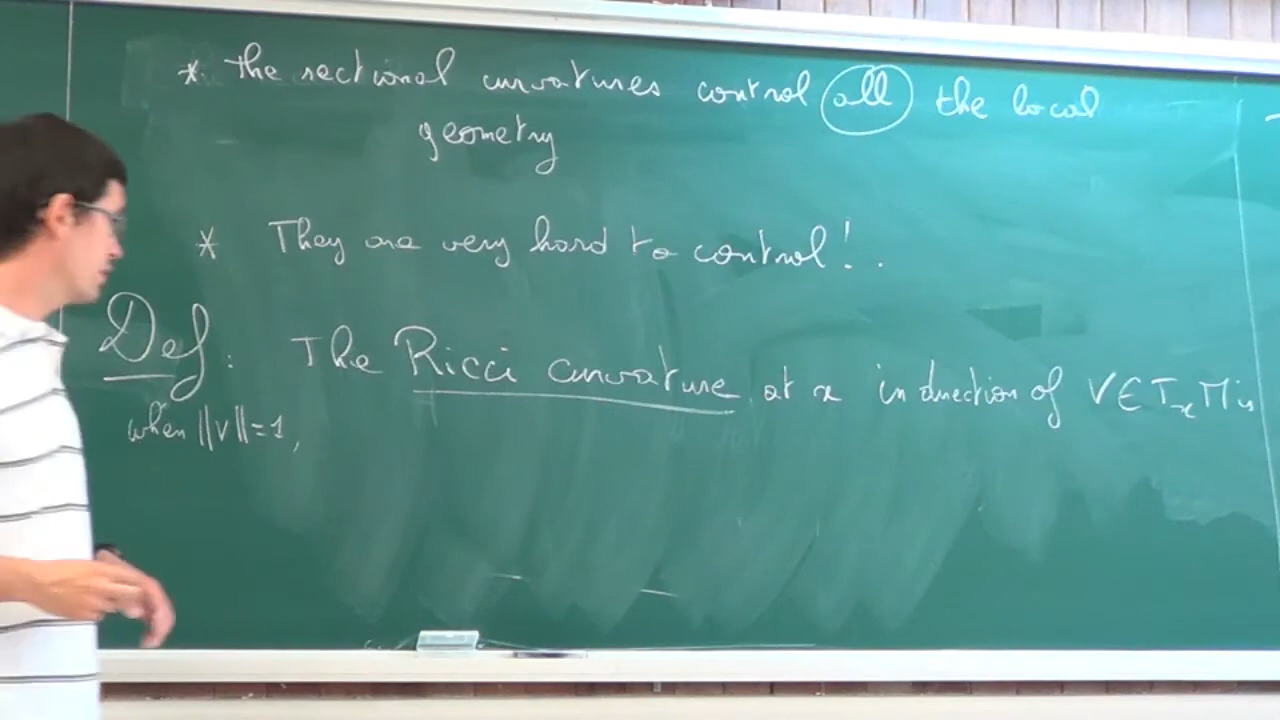 * the sectional curvatures control all the local
geometry
* They are very hard to control!.
Def: The Ricci curvature at x in direction of V∈TₓM is
when ||v||=1,